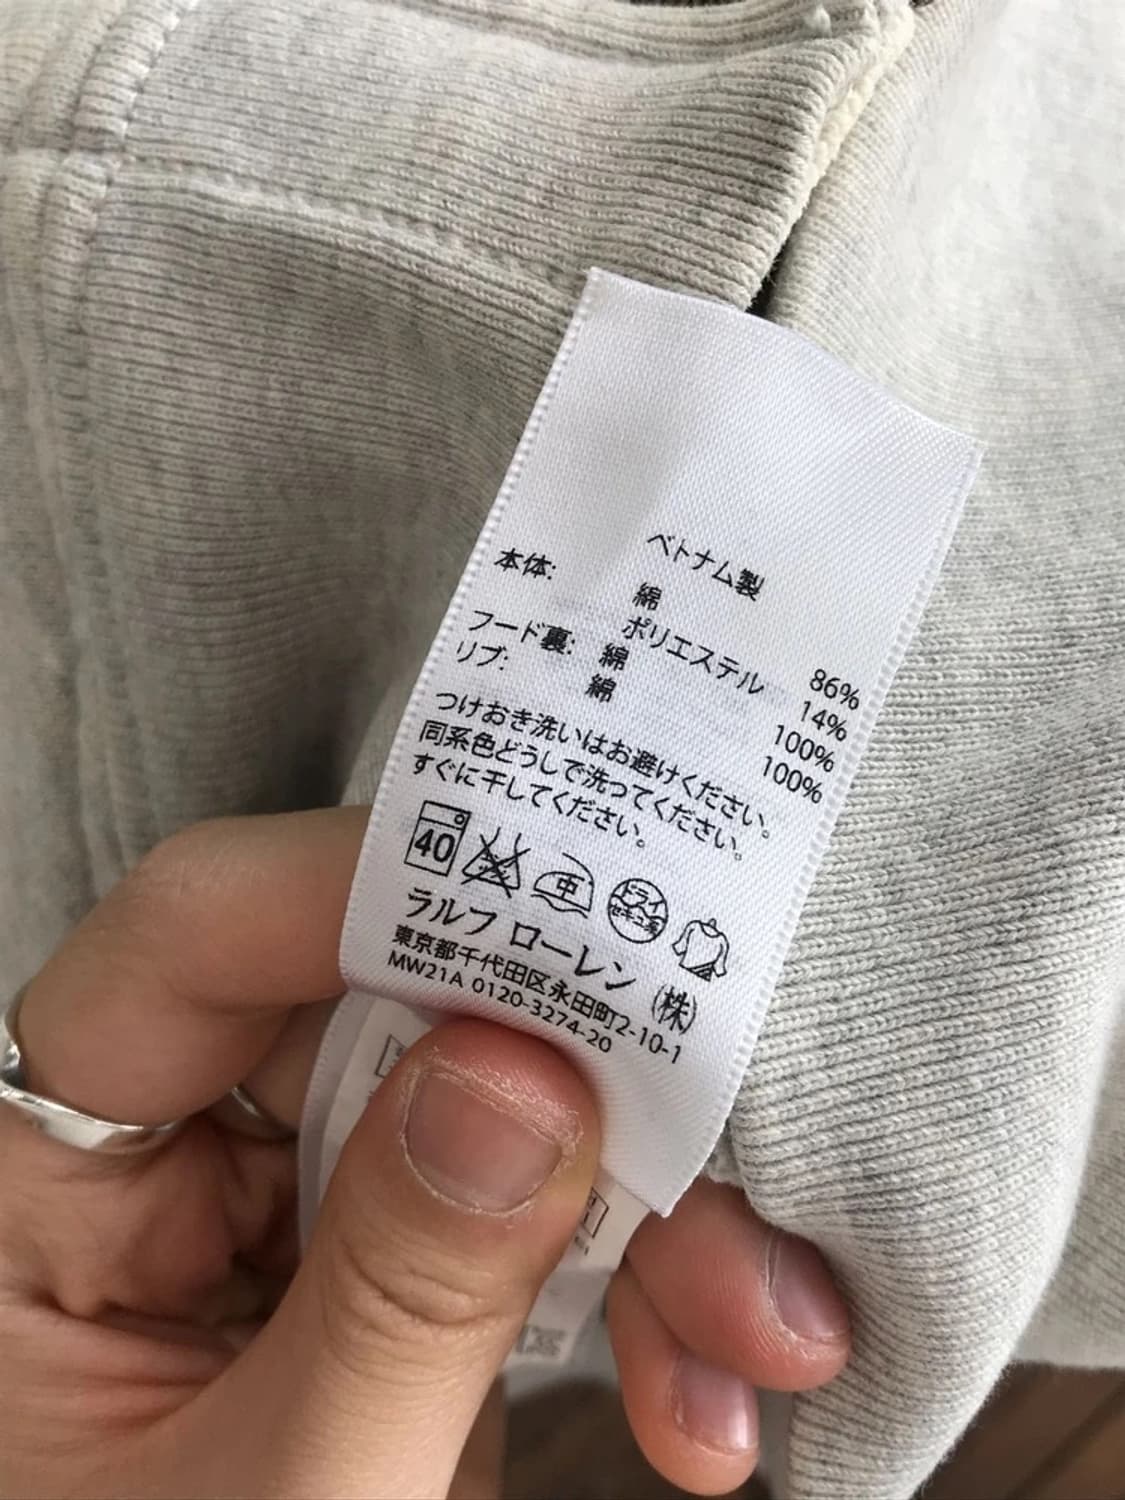 ベトナム製
本体:
綿 86%
ポリエステル 14%
フード裏: 綿 100%
リブ: 綿 100%
つけおき洗いはお避けください。
同系色どうしで洗ってください。
すぐに干してください。
40
中
ドライ
セキユ系
ラルフ ローレン (株)
東京都千代田区永田町2-10-1
MW21A 0120-3274-20